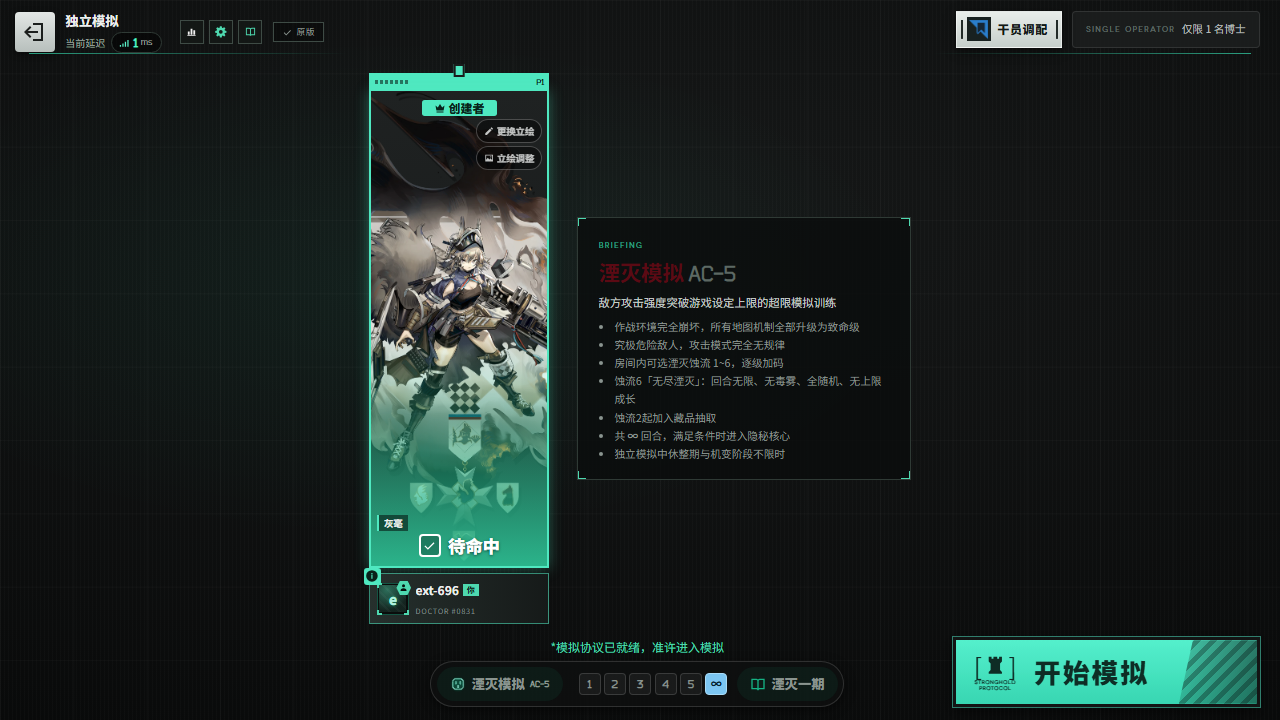 独立模拟
当前延迟 1 ms
原版
干员调配
SINGLE OPERATOR 仅限 1 名博士
P1
创建者
更换立绘
立绘调整
灰毫
待命中
ext-696 你
e
DOCTOR #0831
BRIEFING
湮灭模拟 AC-5
敌方攻击强度突破游戏设定上限的超限模拟训练
作战环境完全崩坏，所有地图机制全部升级为致命级
究极危险敌人，攻击模式完全无规律
房间内可选湮灭蚀流 1~6，逐级加码
蚀流6「无尽湮灭」：回合无限、无毒雾、全随机、无上限
成长
蚀流2起加入藏品抽取
共 ∞ 回合，满足条件时进入隐秘核心
独立模拟中休整期与机变阶段不限时
*模拟协议已就绪，准许进入模拟
湮灭模拟 AC-5
1 2 3 4 5 ∞
湮灭一期
STRONGHOLD
PROTOCOL
开始模拟